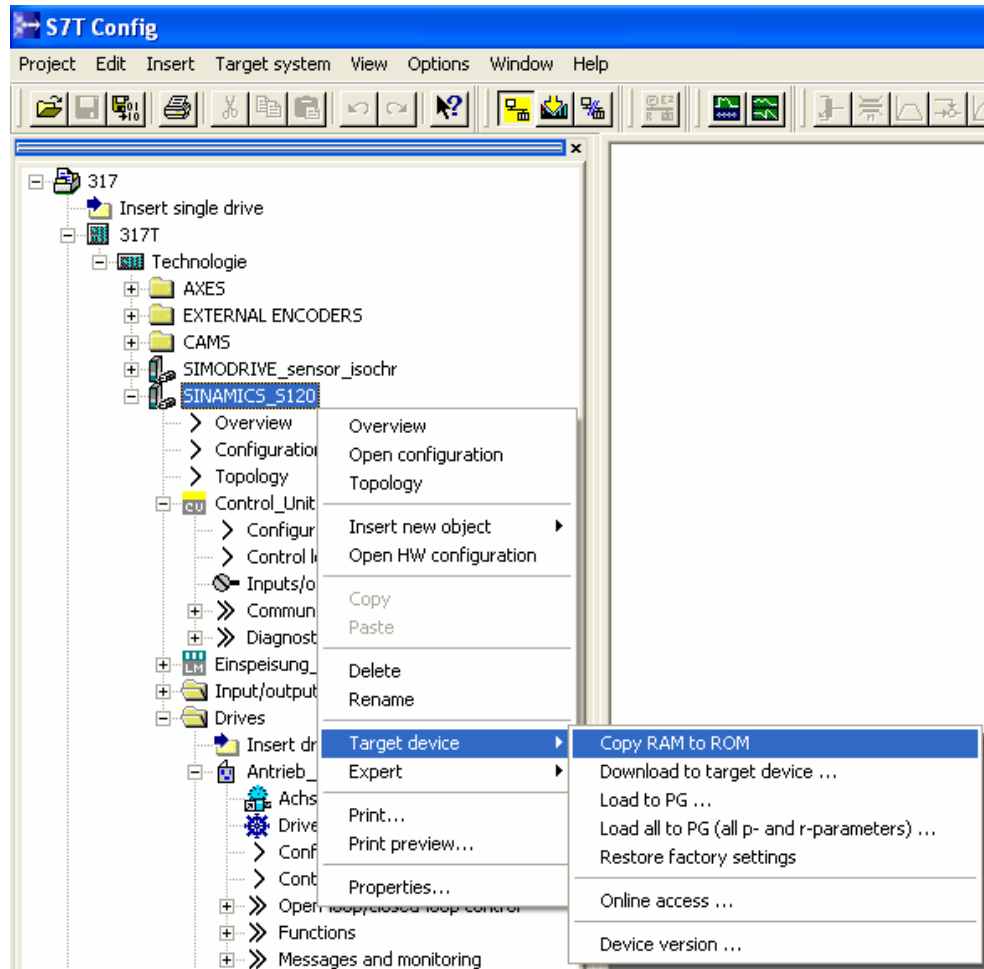 S7T Config
Project Edit Insert Target system View Options Window Help
317
Insert single drive
317T
Technologie
AXES
EXTERNAL ENCODERS
CAMS
SIMODRIVE_sensor_isochr
SINAMICS_S120
Overview
Configuration
Topology
Control_Unit
Configur
Control l
Inputs/o
Commun
Diagnost
Einspeisung_
Input/output
Drives
Insert dr
Antrieb_
Achs
Drive
Conf
Cont
Open loop/closed loop control
Functions
Messages and monitoring
Overview
Open configuration
Topology
Insert new object
Open HW configuration
Copy
Paste
Delete
Rename
Target device
Expert
Print...
Print preview...
Properties...
Copy RAM to ROM
Download to target device ...
Load to PG ...
Load all to PG (all p- and r-parameters) ...
Restore factory settings
Online access ...
Device version ...